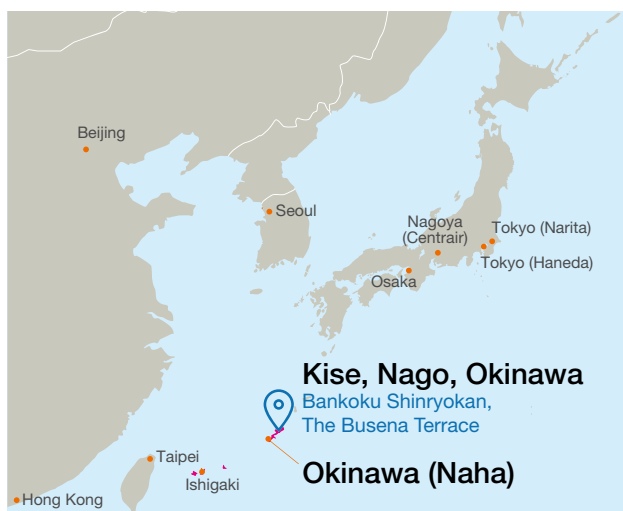 Beijing
Seoul
Nagoya
(Centrair)
Tokyo (Narita)
Tokyo (Haneda)
Osaka
Kise, Nago, Okinawa
Bankoku Shinryokan,
The Busena Terrace
Taipei
Okinawa (Naha)
Ishigaki
Hong Kong